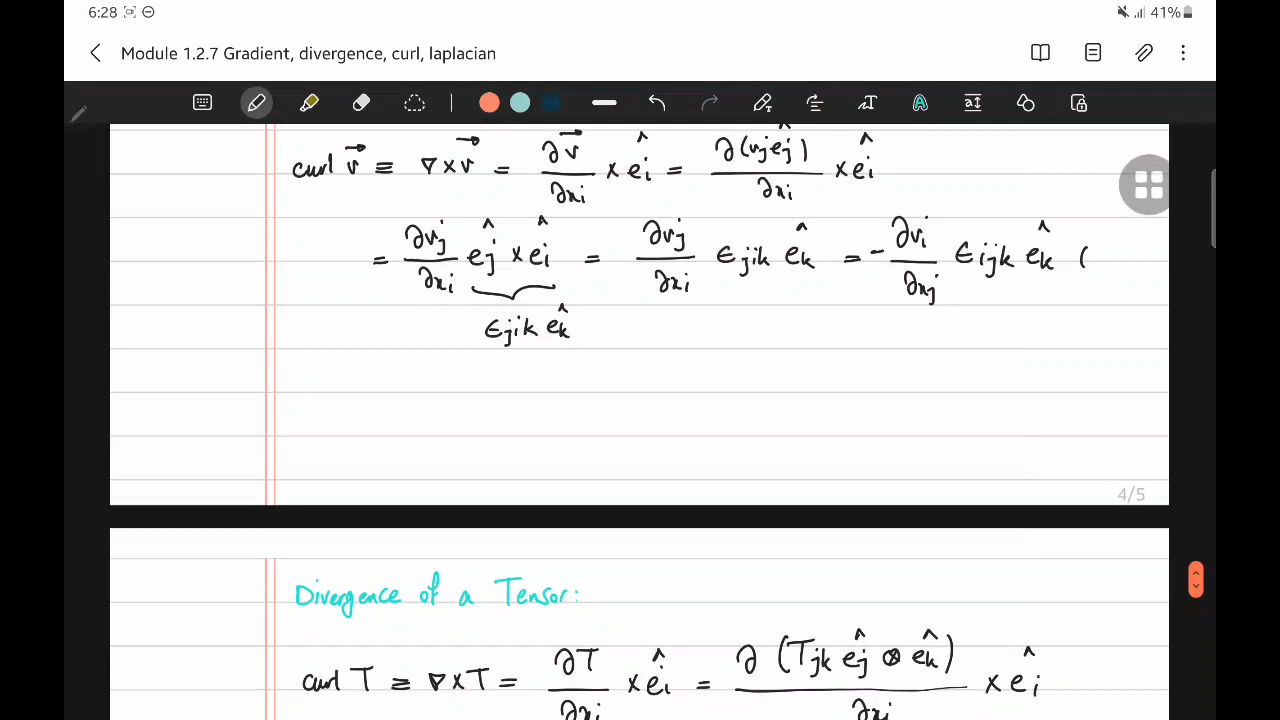 6:28 41%
Module 1.2.7 Gradient, divergence, curl, laplacian
curl v⃗ ≡ ∇×v⃗ = ∂v⃗/∂xi × êi = ∂(vj êj)/∂xi × êi
= ∂vj/∂xi êj × êi = ∂vj/∂xi ϵjik êk = -∂vi/∂xj ϵijk êk (
ϵjik êk
4/5
Divergence of a Tensor:
curl T ≡ ∇×T = ∂T/∂xi × êi = ∂(Tjk êj ⊗ êk)/∂xi × êi